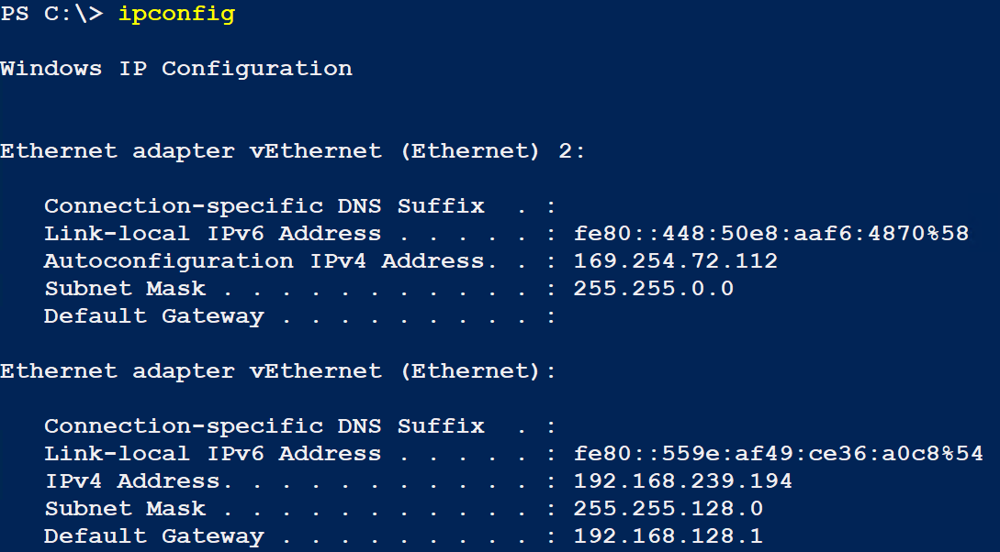 PS C:\> ipconfig
Windows IP Configuration
Ethernet adapter vEthernet (Ethernet) 2:
   Connection-specific DNS Suffix  . :
   Link-local IPv6 Address . . . . . : fe80::448:50e8:aaf6:4870%58
   Autoconfiguration IPv4 Address. . : 169.254.72.112
   Subnet Mask . . . . . . . . . . . : 255.255.0.0
   Default Gateway . . . . . . . . . :
Ethernet adapter vEthernet (Ethernet):
   Connection-specific DNS Suffix  . :
   Link-local IPv6 Address . . . . . : fe80::559e:af49:ce36:a0c8%54
   IPv4 Address. . . . . . . . . . . : 192.168.239.194
   Subnet Mask . . . . . . . . . . . : 255.255.128.0
   Default Gateway . . . . . . . . . : 192.168.128.1